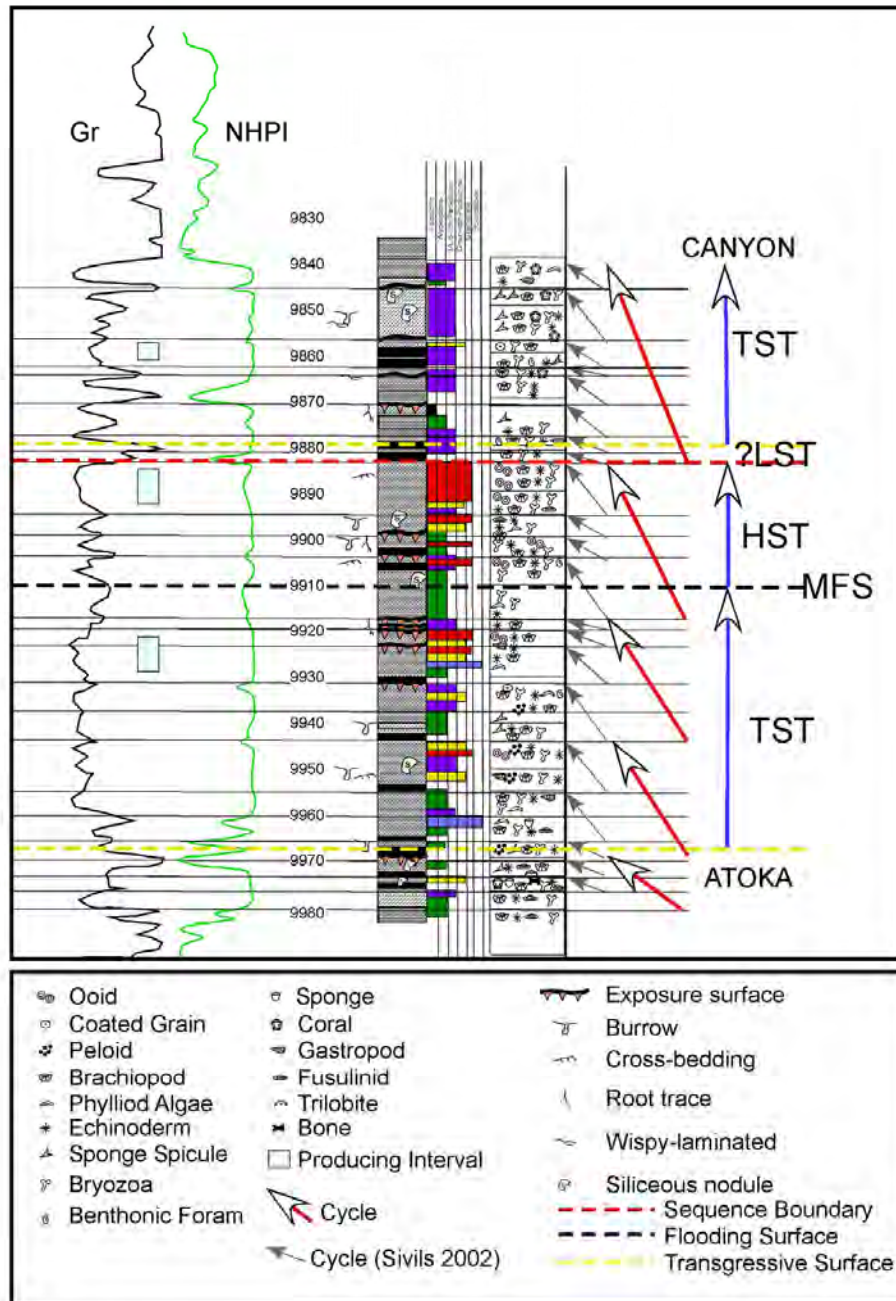 Gr
NHPI
9830
9840
9850
9860
9870
9880
9890
9900
9910
9920
9930
9940
9950
9960
9970
9980
CANYON
TST
?LST
HST
MFS
TST
ATOKA
Ooid
Coated Grain
Peloid
Brachiopod
Phylliod Algae
Echinoderm
Sponge Spicule
Bryozoa
Benthonic Foram
Sponge
Coral
Gastropod
Fusulinid
Trilobite
Bone
Producing Interval
Cycle
Cycle (Sivils 2002)
Exposure surface
Burrow
Cross-bedding
Root trace
Wispy-laminated
Siliceous nodule
Sequence Boundary
Flooding Surface
Transgressive Surface